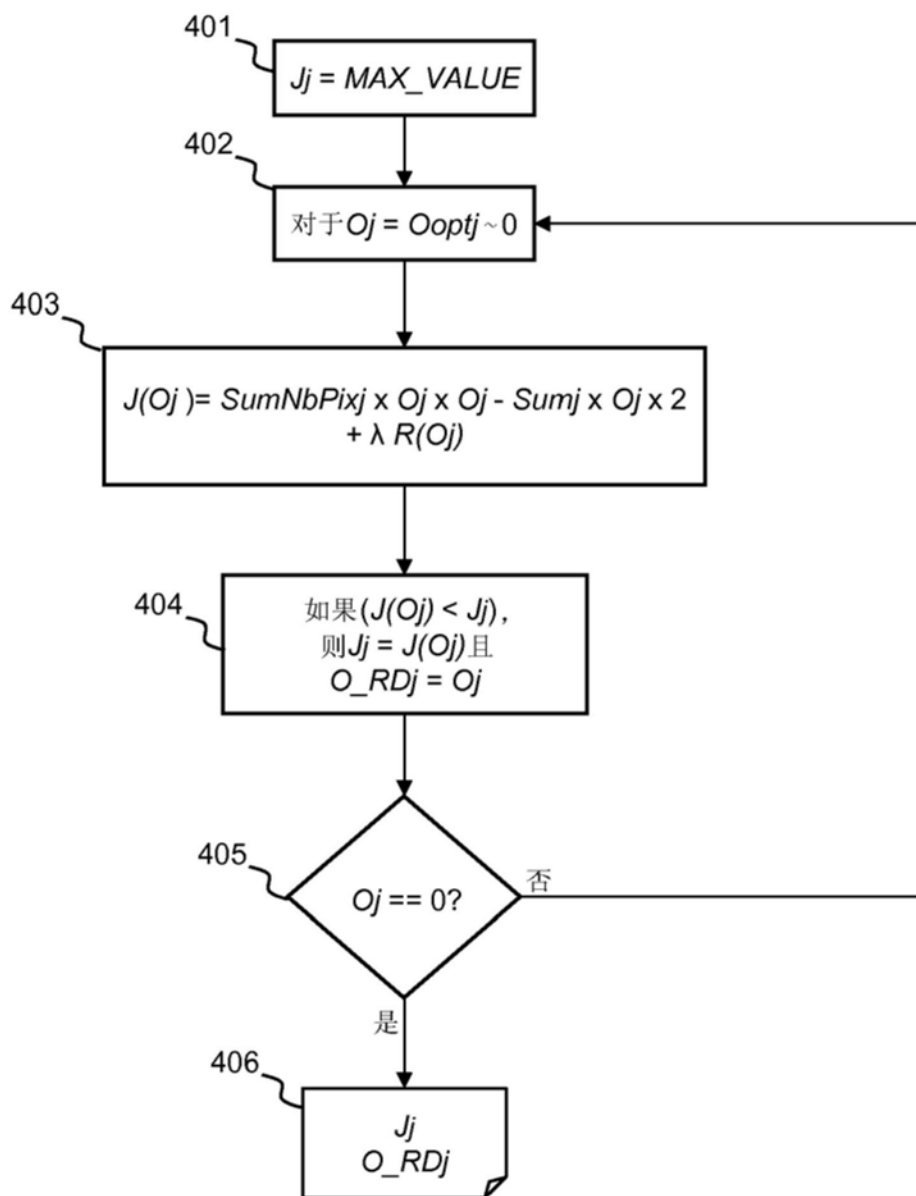 401
Jj = MAX_VALUE
402
对于Oj = Ooptj~0
403
J(Oj )= SumNbPixj x Oj x Oj - Sumj x Oj x 2
+ λ R(Oj)
404
如果(J(Oj) < Jj),
则Jj = J(Oj)且
O_RDj = Oj
405
Oj == 0?
否
是
406
Jj
O_RDj